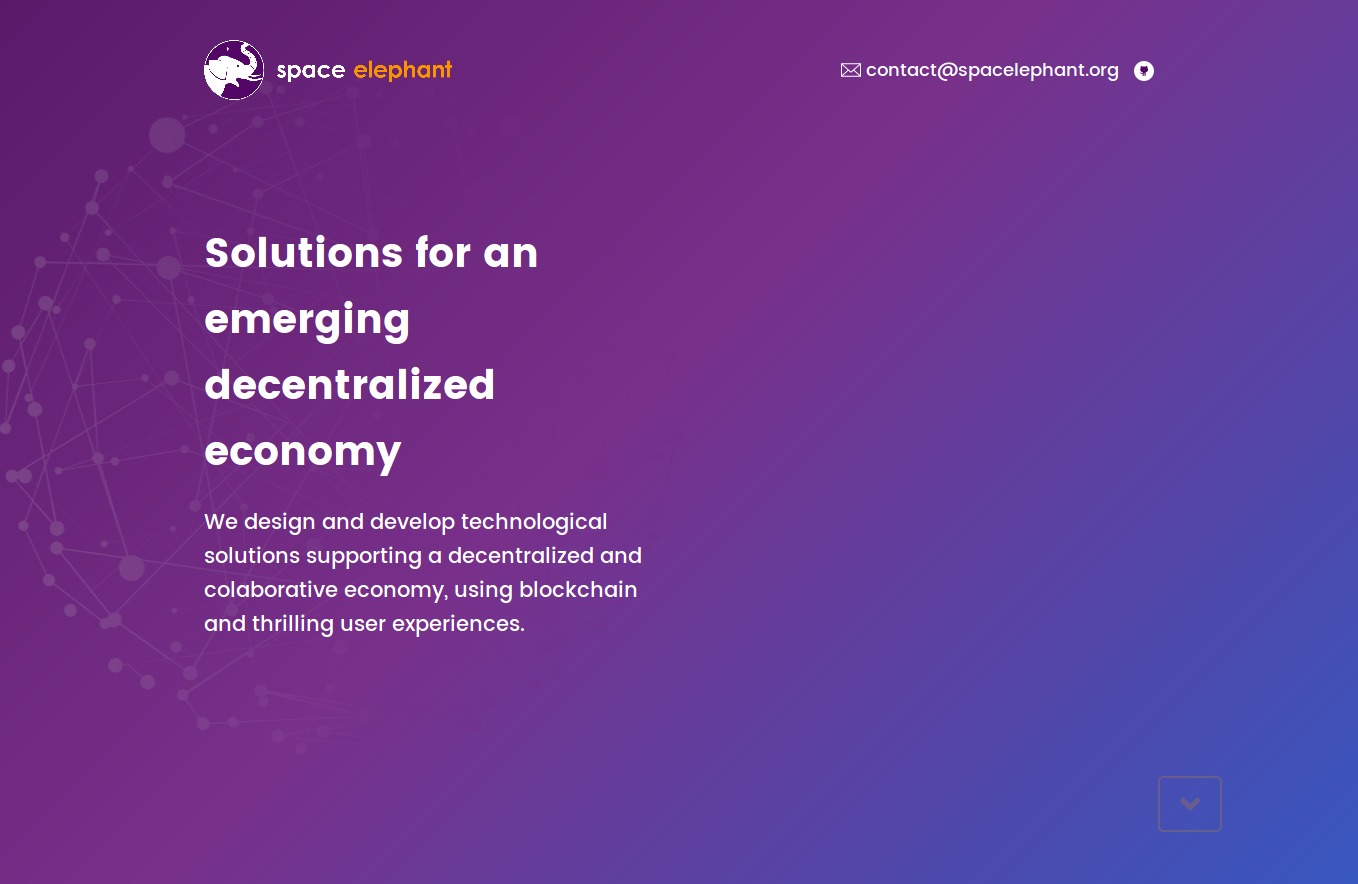 space elephant
contact@spacelephant.org
Solutions for an
emerging
decentralized
economy
We design and develop technological
solutions supporting a decentralized and
colaborative economy, using blockchain
and thrilling user experiences.